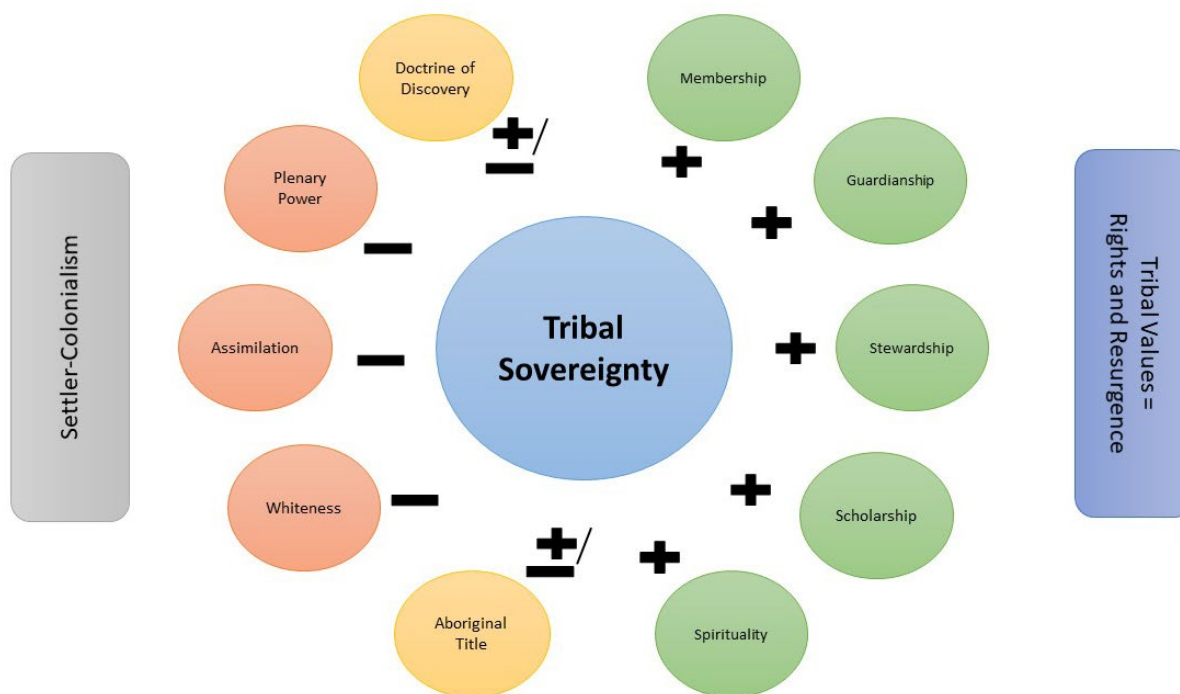 Doctrine of
Discovery
Membership
Plenary
Power
Guardianship
Settler-Colonialism
Assimilation
Tribal
Sovereignty
Stewardship
Tribal Values =
Rights and Resurgence
Whiteness
Scholarship
Aboriginal
Title
Spirituality